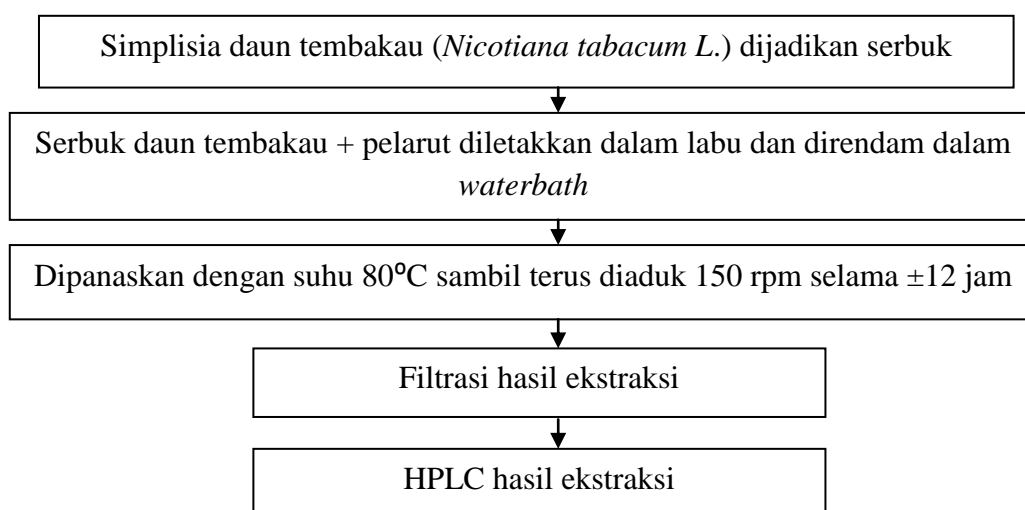 Simplisia daun tembakau (Nicotiana tabacum L.) dijadikan serbuk
Serbuk daun tembakau + pelarut diletakkan dalam labu dan direndam dalam
waterbath
Dipanaskan dengan suhu 80⁰C sambil terus diaduk 150 rpm selama ±12 jam
Filtrasi hasil ekstraksi
HPLC hasil ekstraksi